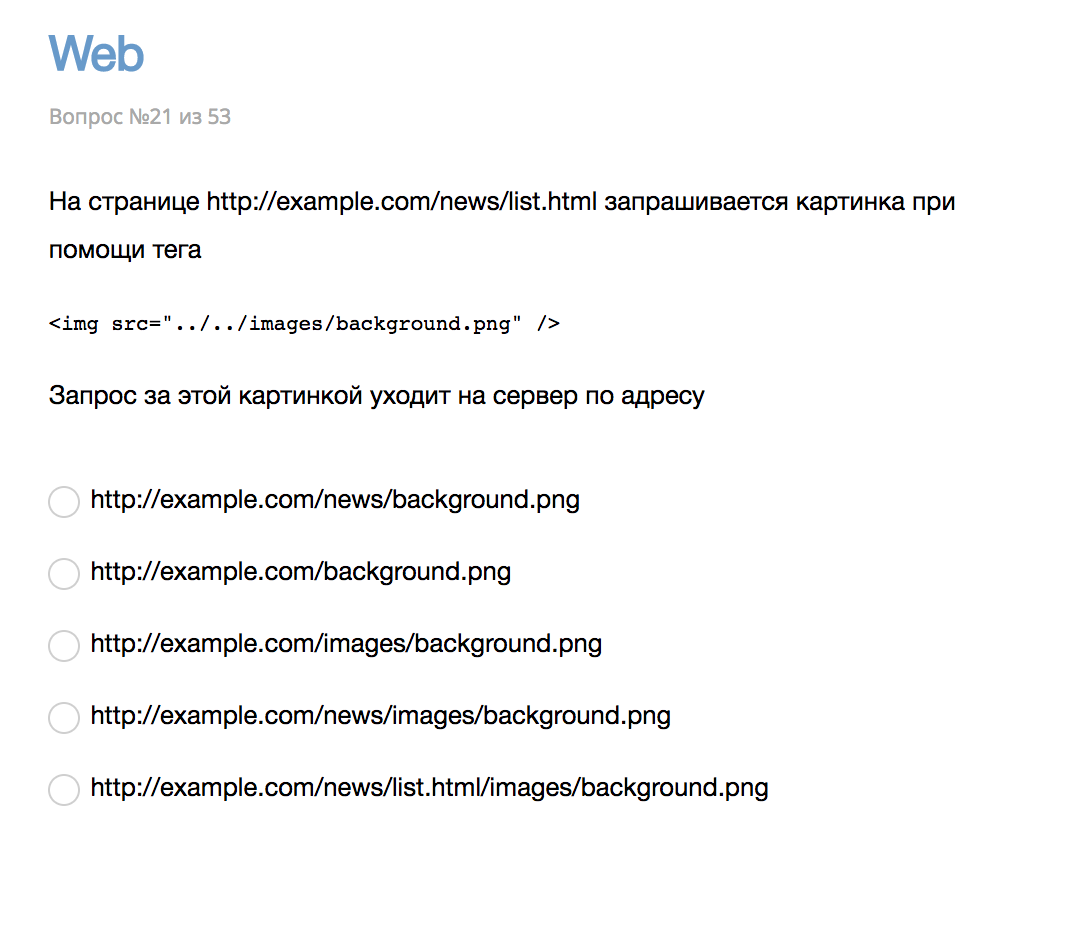 Web
Вопрос №21 из 53
На странице http://example.com/news/list.html запрашивается картинка при
помощи тега
<img src="../../images/background.png" />
Запрос за этой картинкой уходит на сервер по адресу
http://example.com/news/background.png
http://example.com/background.png
http://example.com/images/background.png
http://example.com/news/images/background.png
http://example.com/news/list.html/images/background.png